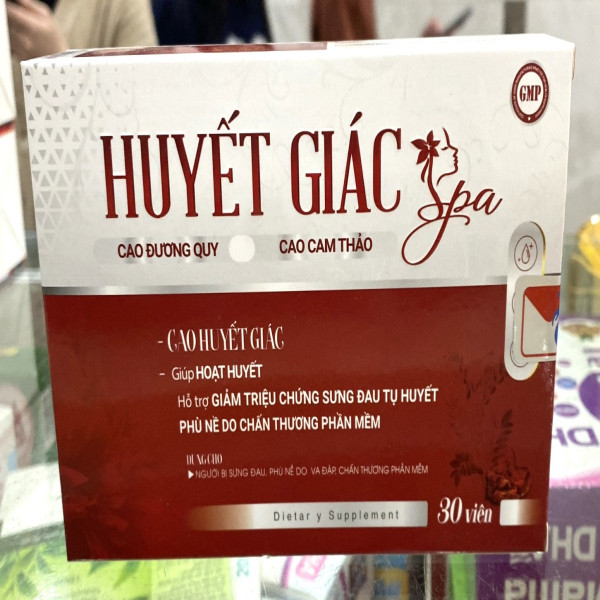 GMP
HUYẾT GIÁC Spa
CAO ĐƯƠNG QUY CAO CAM THẢO
- CAO HUYẾT GIÁC
- Giúp HOẠT HUYẾT
Hỗ trợ GIẢM TRIỆU CHỨNG SƯNG ĐAU TỤ HUYẾT
PHÙ NỀ DO CHẤN THƯƠNG PHẦN MỀM
DÙNG CHO
▶ NGƯỜI BỊ SƯNG ĐAU, PHÙ NỀ DO VA ĐẬP, CHẤN THƯƠNG PHẦN MỀM
Dietar y Supplement 30 viên